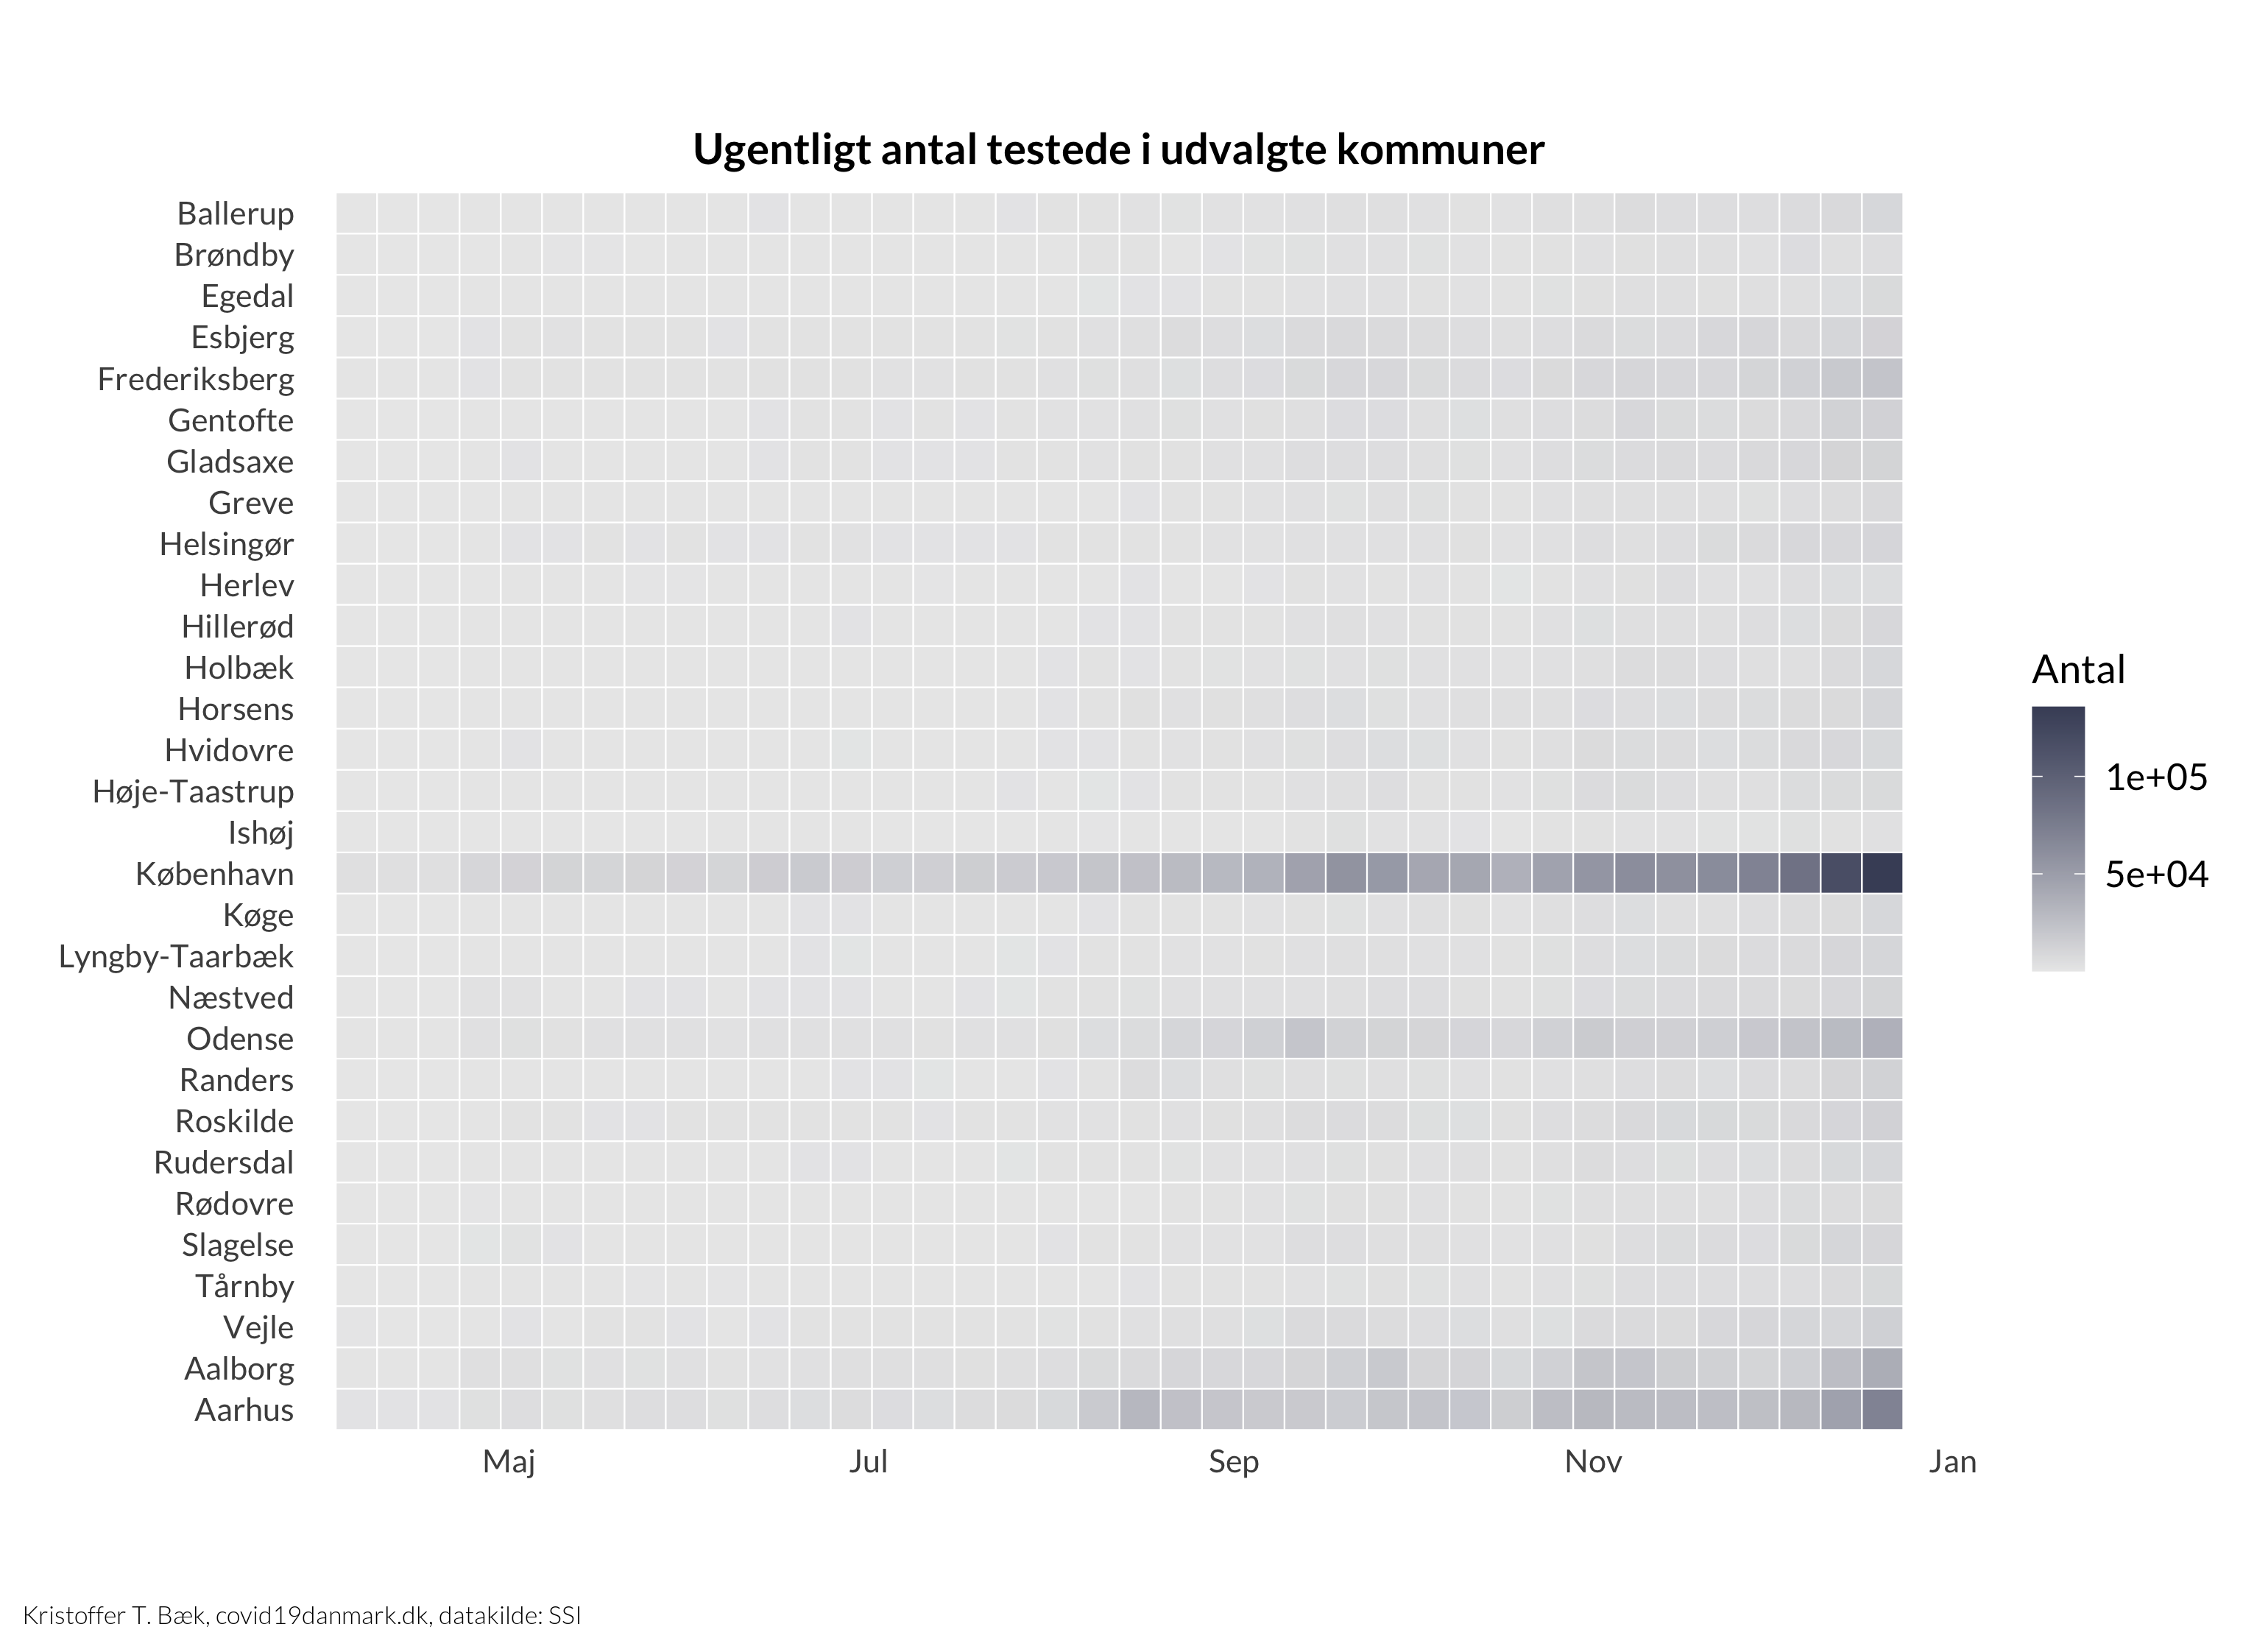 Ugentligt antal testede i udvalgte kommuner
Ballerup
Brøndby
Egedal
Esbjerg
Frederiksberg
Gentofte
Gladsaxe
Greve
Helsingør
Herlev
Hillerød
Holbæk
Horsens
Hvidovre
Høje-Taastrup
Ishøj
København
Køge
Lyngby-Taarbæk
Næstved
Odense
Randers
Roskilde
Rudersdal
Rødovre
Slagelse
Tårnby
Vejle
Aalborg
Aarhus
Maj Jul Sep Nov Jan
Antal
1e+05
5e+04
Kristoffer T. Bæk, covid19danmark.dk, datakilde: SSI